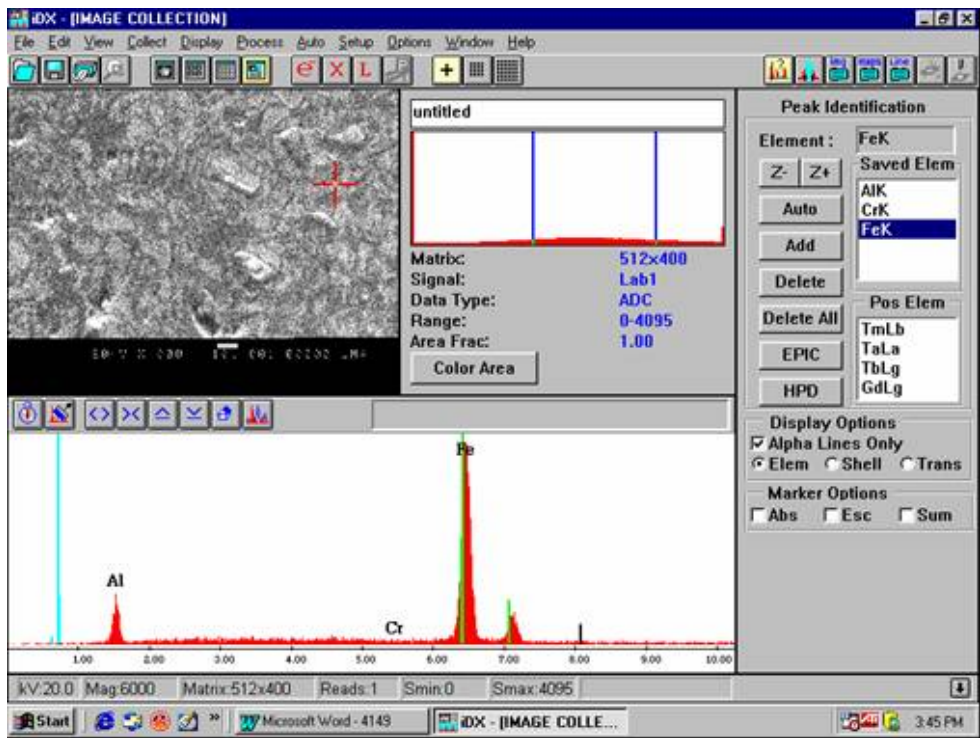 iDX - [IMAGE COLLECTION]
File Edit View Collect Display Process Auto Setup Options Window Help
e X L
untitled
Matrix: 512x400
Signal: Lab1
Data Type: ADC
Range: 0-4095
Area Frac: 1.00
Color Area
Peak Identification
Element: FeK
Z- Z+
Saved Elem
Auto
AlK
CrK
FeK
Add
Delete
Delete All
EPIC
HPD
Pos Elem
TmLb
TaLa
TbLg
GdLg
Display Options
Alpha Lines Only
Elem Shell Trans
Marker Options
Abs Esc Sum
Fe
Al
Cr
1.00 2.00 3.00 4.00 5.00 6.00 7.00 8.00 9.00 10.00
kV:20.0 Mag:6000 Matrix:512x400 Reads:1 Smin:0 Smax:4095
Start » Microsoft Word - 4149 iDX - [IMAGE COLLE... 3:45 PM